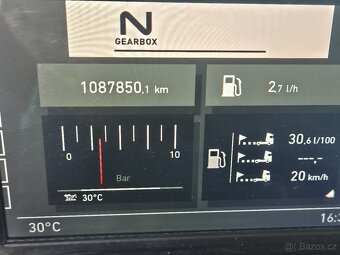 N
GEARBOX
1087850,1 km
2,7 l/h
0 10
Bar
30°C
30,6 l/100
---,-
20 km/h
30°C
16:3
© Bazos.cz